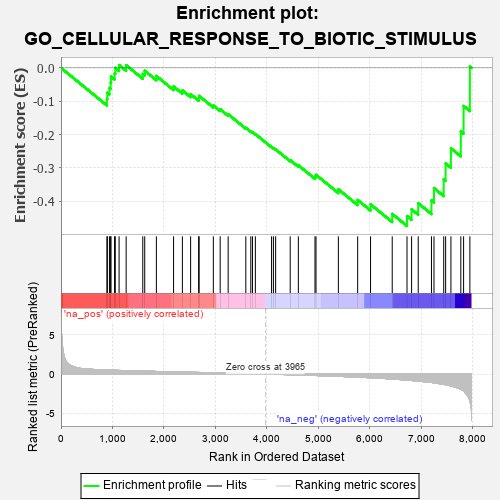 Enrichment plot:
GO_CELLULAR_RESPONSE_TO_BIOTIC_STIMULUS
Enrichment score (ES)
0.0
-0.1
-0.2
-0.3
-0.4
'na_pos' (positively correlated)
Ranked list metric (PreRanked)
5
0
-5
Zero cross at 3965
'na_neg' (negatively correlated)
0
1,000
2,000
3,000
4,000
5,000
6,000
7,000
8,000
Rank in Ordered Dataset
Enrichment profile
Hits
Ranking metric scores